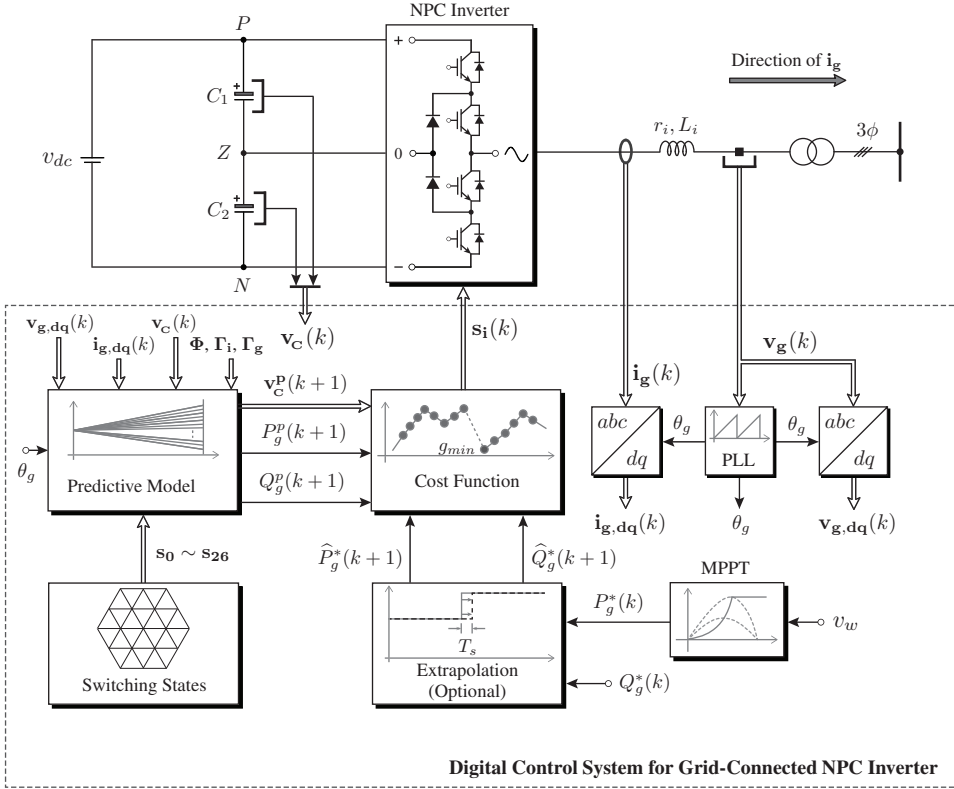 NPC Inverter
P
Direction of i_g
+
+
C_1
r_i, L_i
3ϕ
v_dc
Z
0
+
C_2
N
−
v_C(k)
s_i(k)
v_g(k)
i_g(k)
v_g,dq(k)
v_C(k)
i_g,dq(k)
Φ, Γ_i, Γ_g
v_C^p(k+1)
P_g^p(k+1)
Q_g^p(k+1)
g_min
θ_g
Predictive Model
Cost Function
abc
dq
θ_g
PLL
θ_g
abc
dq
i_g,dq(k)
θ_g
v_g,dq(k)
s_0 ∼ s_26
P̂_g^*(k+1)
Q̂_g^*(k+1)
MPPT
P_g^*(k)
v_w
T_s
Extrapolation
(Optional)
Q_g^*(k)
Switching States
Digital Control System for Grid-Connected NPC Inverter